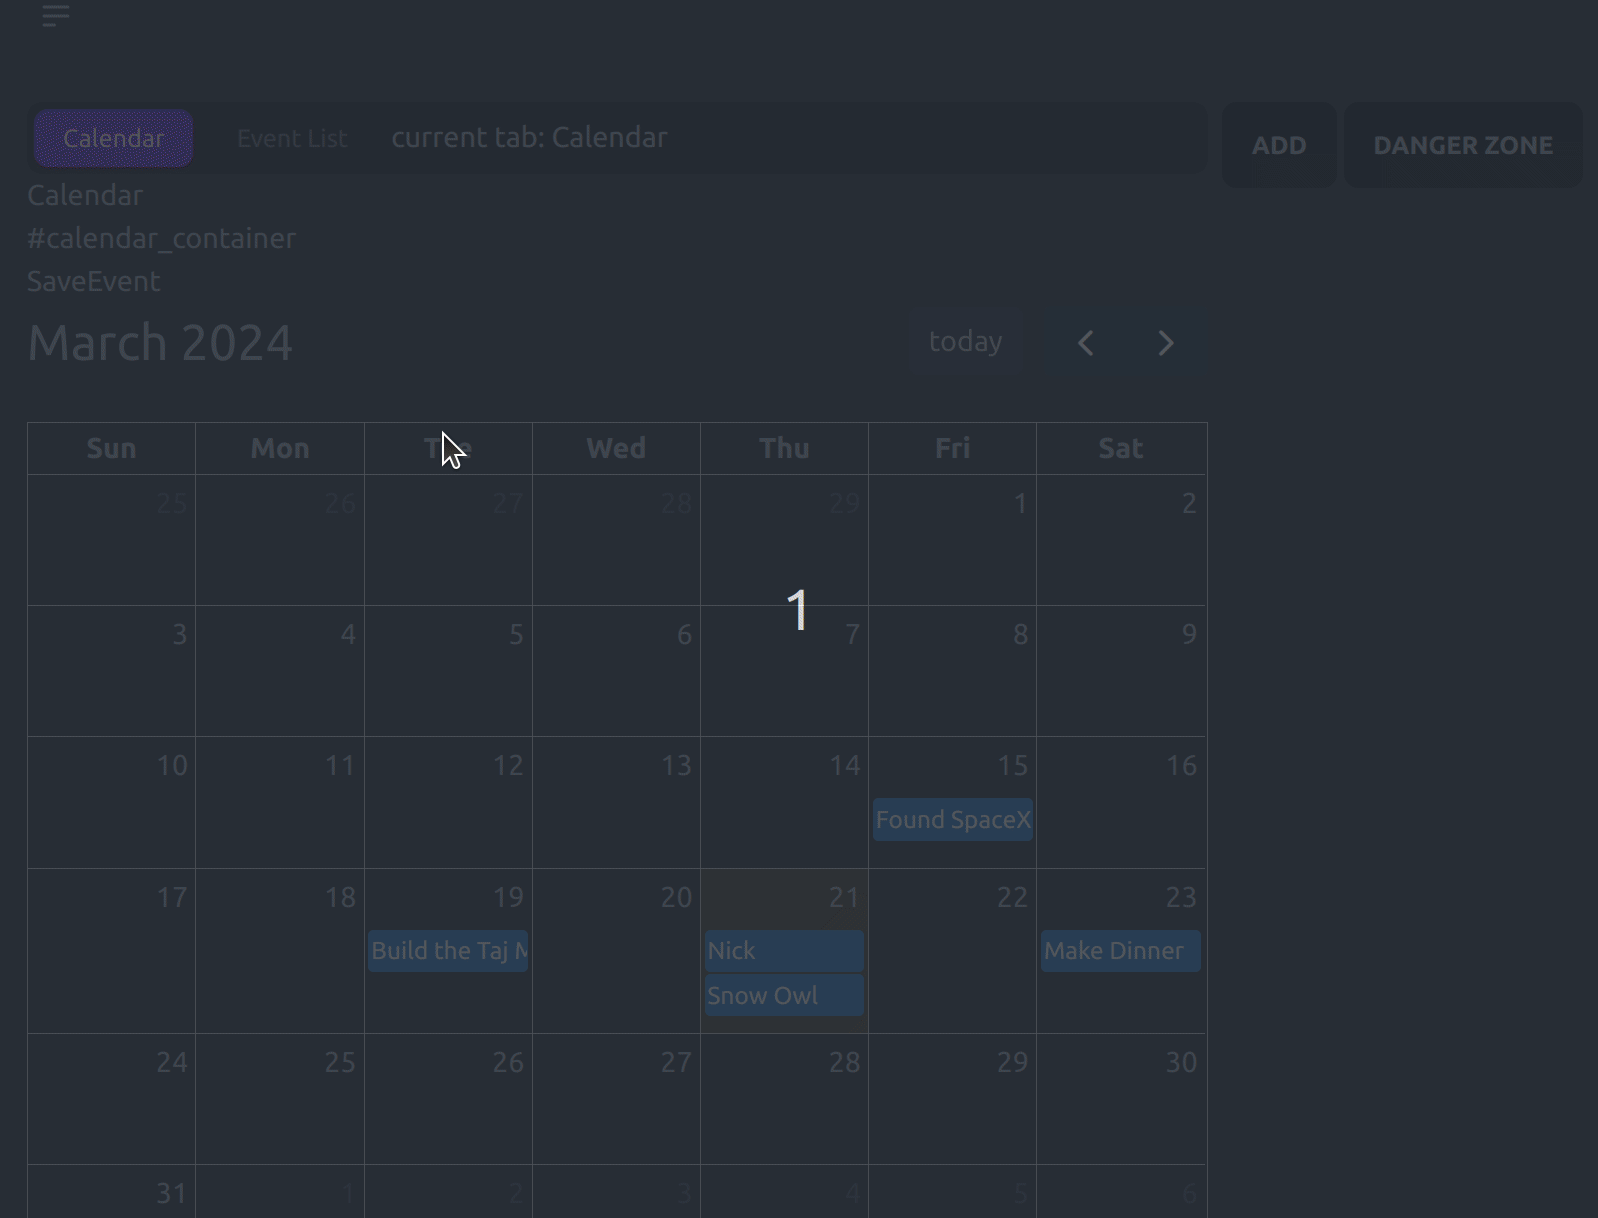 Calendar Event List current tab: Calendar ADD DANGER ZONE
Calendar
#calendar_container
SaveEvent
March 2024 today
Sun Mon Tue Wed Thu Fri Sat
25 26 27 28 29 1 2
1
3 4 5 6 7 8 9
10 11 12 13 14 15 16
Found SpaceX
17 18 19 20 21 22 23
Build the Taj M Nick Make Dinner
Snow Owl
24 25 26 27 28 29 30
31 1 2 3 4 5 6